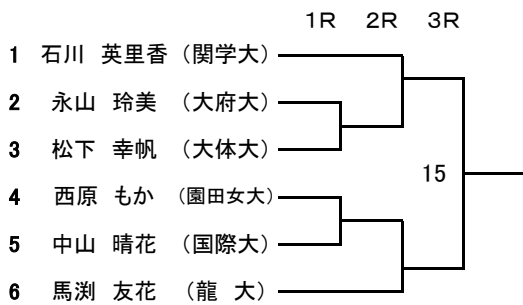 1R 2R 3R
1 石川 英里香 (関学大)
2 永山 玲美 (大府大)
3 松下 幸帆 (大体大)
15
4 西原 もか (園田女大)
5 中山 晴花 (国際大)
6 馬渕 友花 (龍 大)